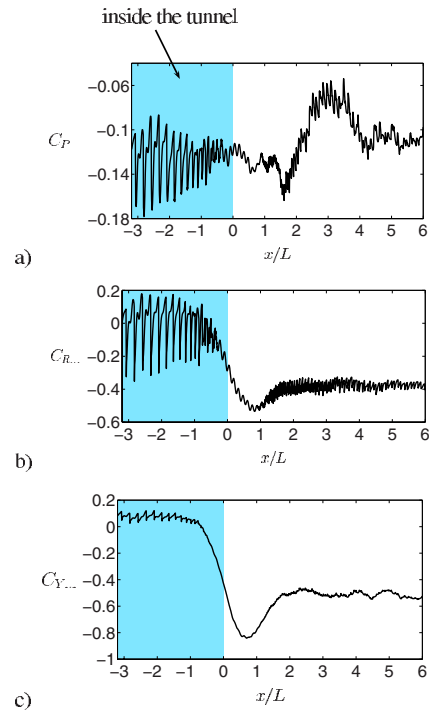 inside the tunnel
−0.06
−0.1
−0.14
−0.18
C_P
−3 −2 −1 0 1 2 3 4 5 6
x/L
a)
0.2
0
−0.2
−0.4
−0.6
C_R...
−3 −2 −1 0 1 2 3 4 5 6
x/L
b)
0.2
0
−0.2
−0.4
−0.6
−0.8
−1
C_Y...
−3 −2 −1 0 1 2 3 4 5 6
x/L
c)